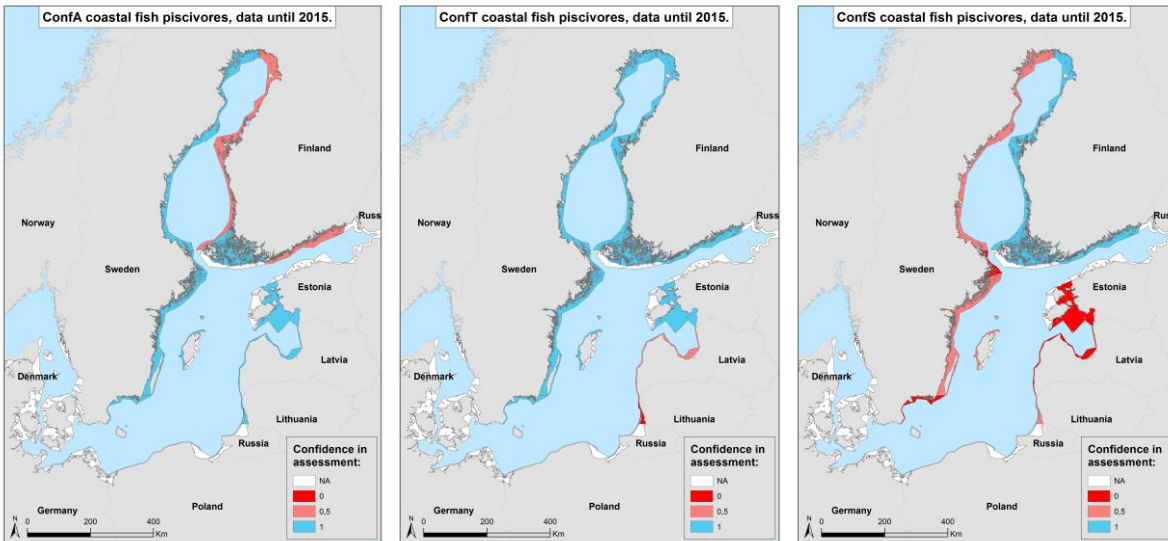 ConfA coastal fish piscivores, data until 2015.
Finland
Norway
Russ
Sweden
Estonia
Latvia
Denmark
Lithuania
Russia
Confidence in
assessment:
NA
0
0,5
1
Poland
Germany
N
0 200 400
Km
ConfT coastal fish piscivores, data until 2015.
Finland
Norway
Russ
Sweden
Estonia
Latvia
Denmark
Lithuania
Russia
Confidence in
assessment:
NA
0
0,5
1
Poland
Germany
N
0 200 400
Km
ConfS coastal fish piscivores, data until 2015.
Finland
Norway
Russ
Sweden
Estonia
Latvia
Denmark
Lithuania
Russia
Confidence in
assessment:
NA
0
0,5
1
Poland
Germany
N
0 200 400
Km